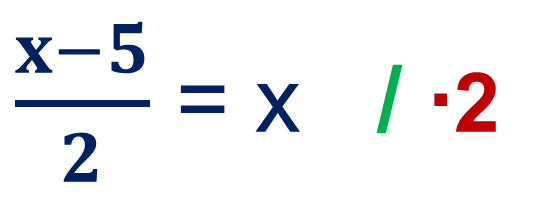 x−5
2
= x / ·2